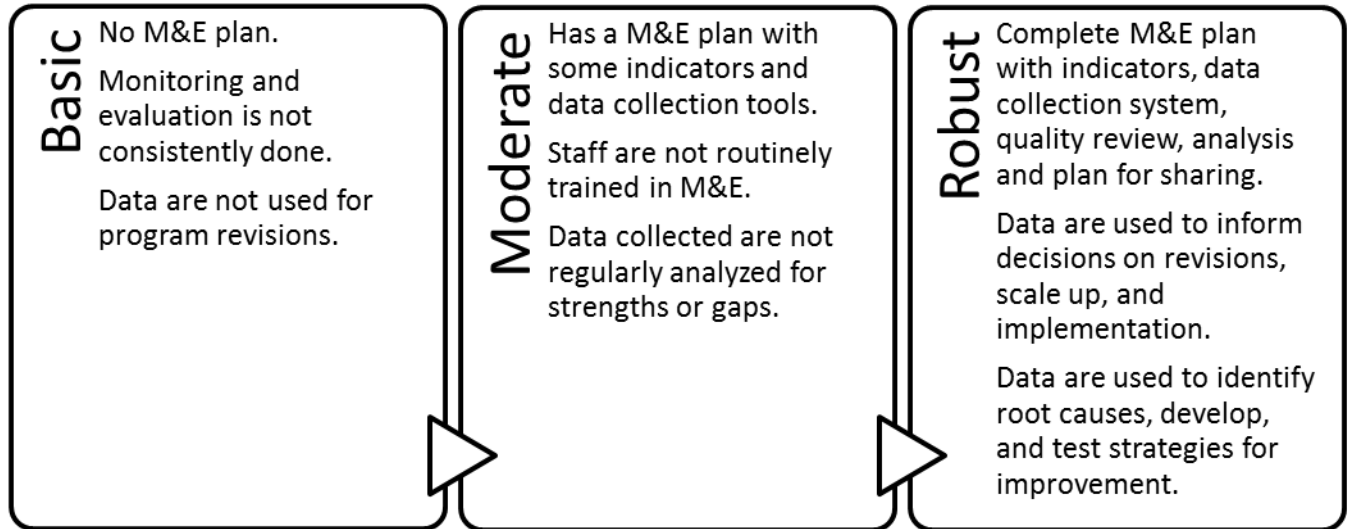 Basic
No M&E plan.
Monitoring and
evaluation is not
consistently done.
Data are not used for
program revisions.
Moderate
Has a M&E plan with
some indicators and
data collection tools.
Staff are not routinely
trained in M&E.
Data collected are not
regularly analyzed for
strengths or gaps.
Robust
Complete M&E plan
with indicators, data
collection system,
quality review, analysis
and plan for sharing.
Data are used to inform
decisions on revisions,
scale up, and
implementation.
Data are used to identify
root causes, develop,
and test strategies for
improvement.